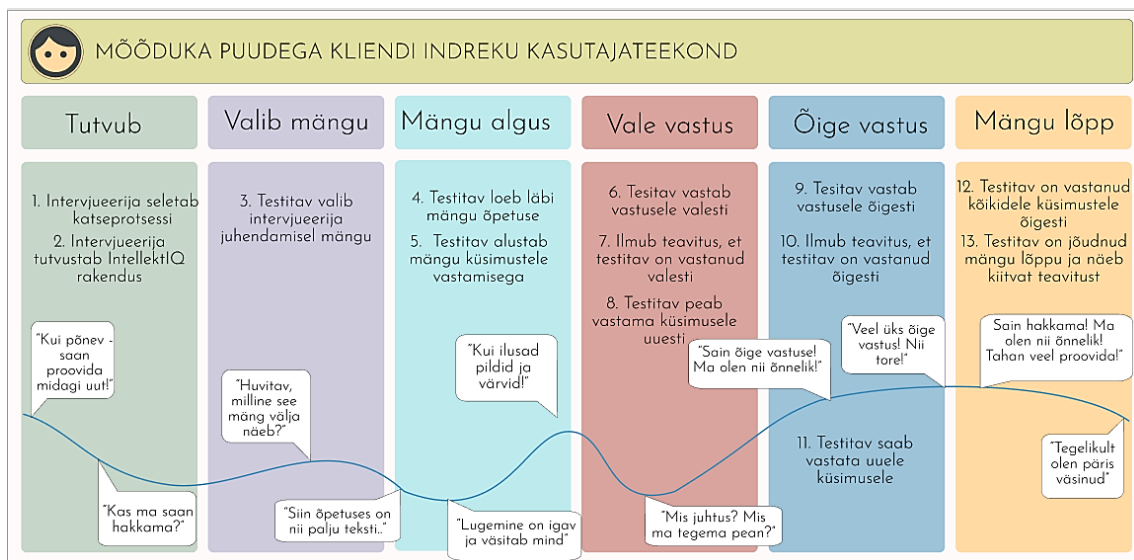 MÕÕDUKA PUUDEGA KLIENDI INDREKU KASUTAJATEEKOND
Tutvub
Valib mängu
Mängu algus
Vale vastus
Õige vastus
Mängu lõpp
1. Intervjueerija seletab
katseprotsessi
2. Intervjueerija
tutvustab IntellektIQ
rakendus
"Kui põnev -
saan
proovida
midagi uut!"
"Kas ma saan
hakkama?"
3. Testitav valib
intervjueerija
juhendamisel mängu
"Huvitav,
milline see
mäng välja
näeb?"
"Siin õpetuses on
nii palju teksti.."
4. Testitav loeb läbi
mängu õpetuse
5. Testitav alustab
mängu küsimustele
vastamisega
"Kui ilusad
pildid ja
värvid!"
"Lugemine on igav
ja väsitab mind"
6. Tesitav vastab
vastusele valesti
7. Ilmub teavitus, et
testitav on vastanud
valesti
8. Testitav peab
vastama küsimusele
uuesti
"Sain õige vastuse!
Ma olen nii õnnelik!"
"Mis juhtus? Mis
ma tegema pean?"
9. Tesitav vastab
vastusele õigesti
10. Ilmub teavitus, et
testitav on vastanud
õigesti
"Veel üks õige
vastus! Nii
tore!"
11. Testitav saab
vastata uuele
küsimusele
12. Testitav on vastanud
kõikidele küsimustele
õigesti
13. Testitav on jõudnud
mängu lõppu ja näeb
kiitvat teavitust
Sain hakkama! Ma
olen nii õnnelik!
Tahan veel proovida!"
"Tegelikult
olen päris
väsinud"